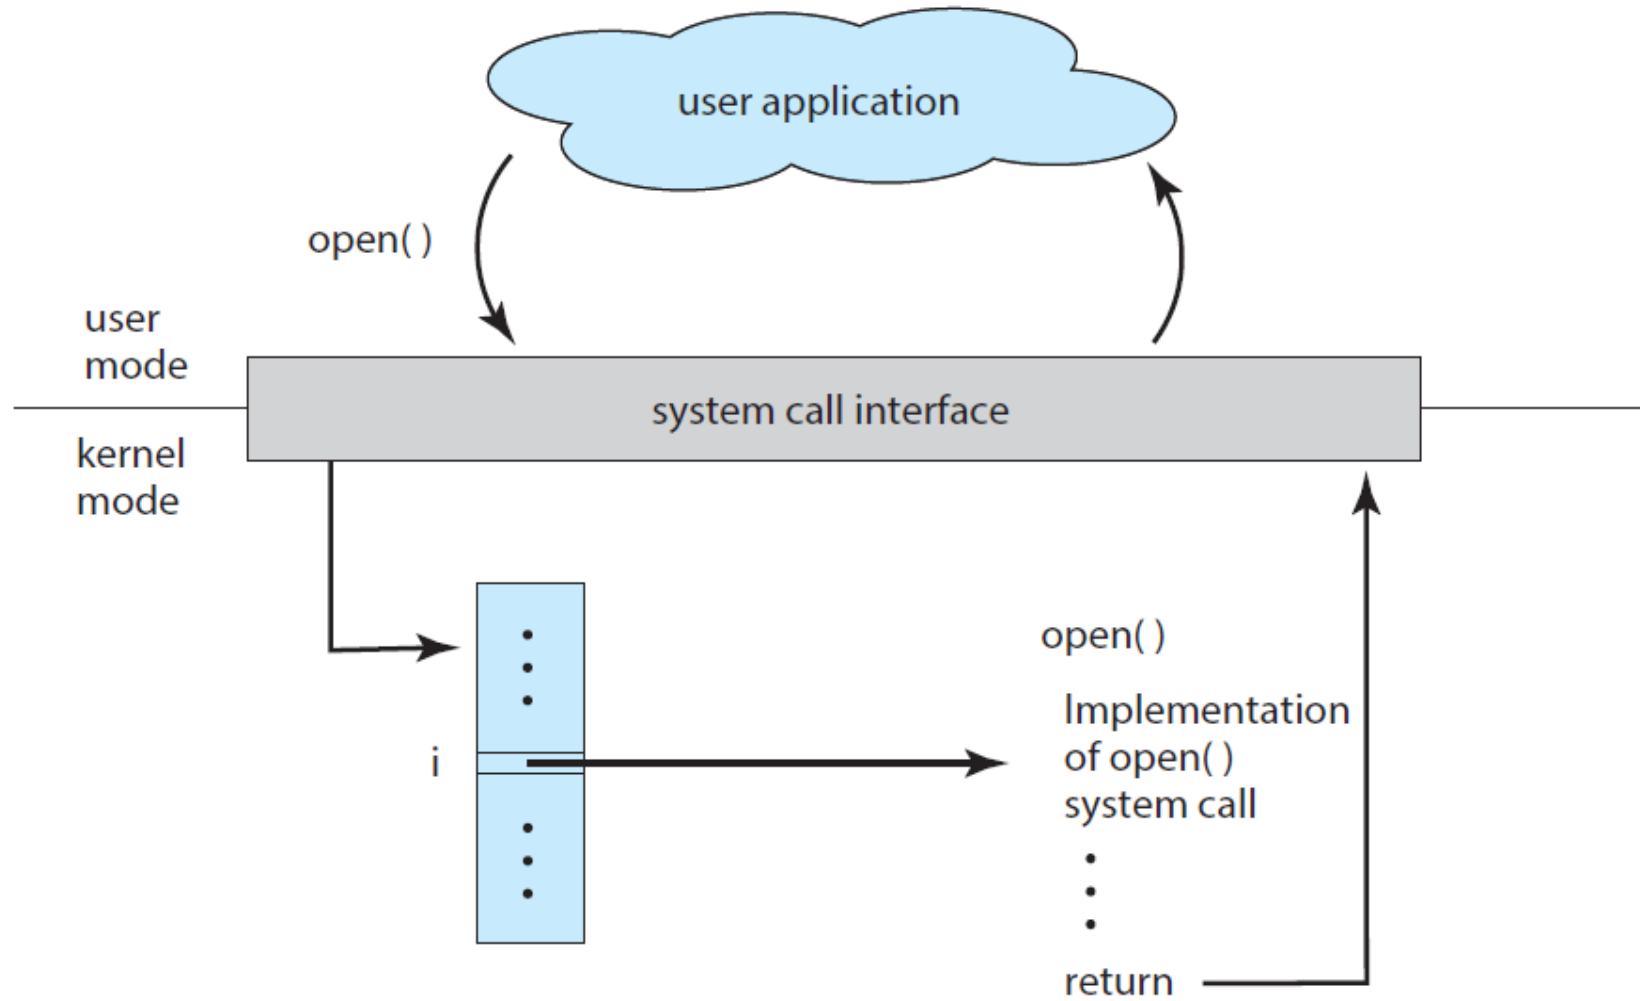 user application
open( )
user
mode
system call interface
kernel
mode
open( )
Implementation
of open( )
system call
i
return